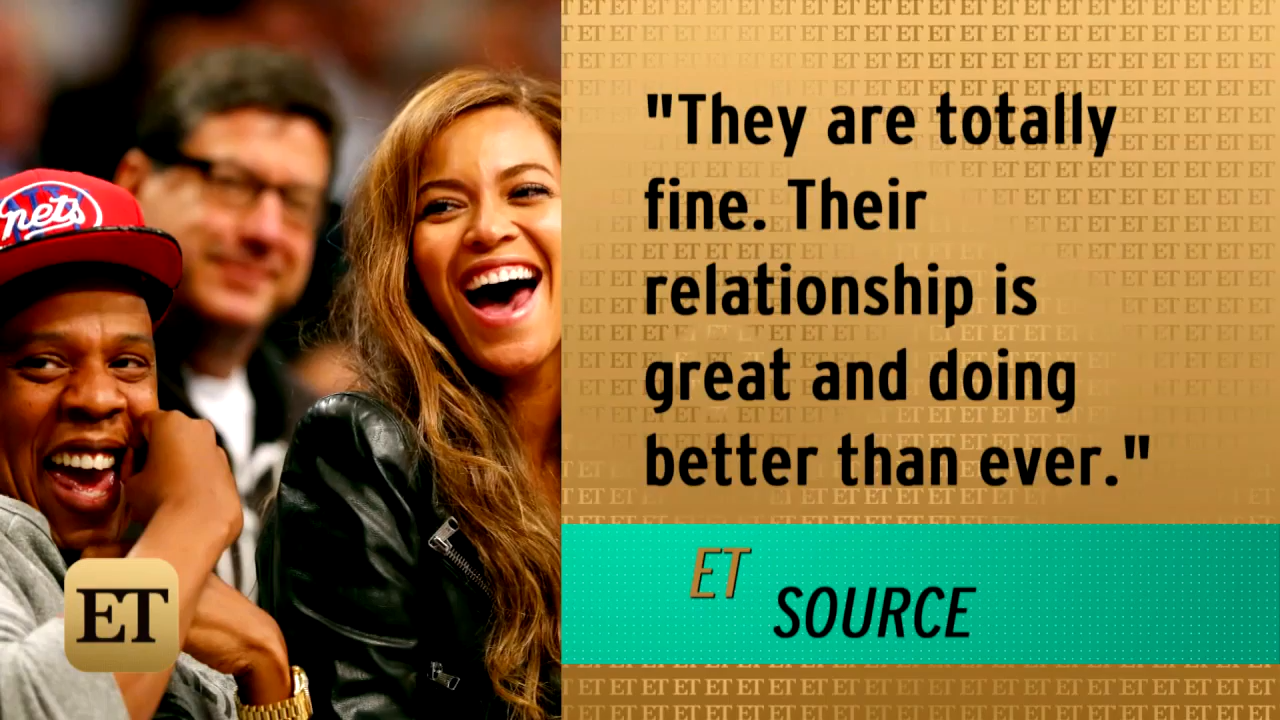 nets
"They are totally
fine. Their
relationship is
great and doing
better than ever."
ET
SOURCE
ET